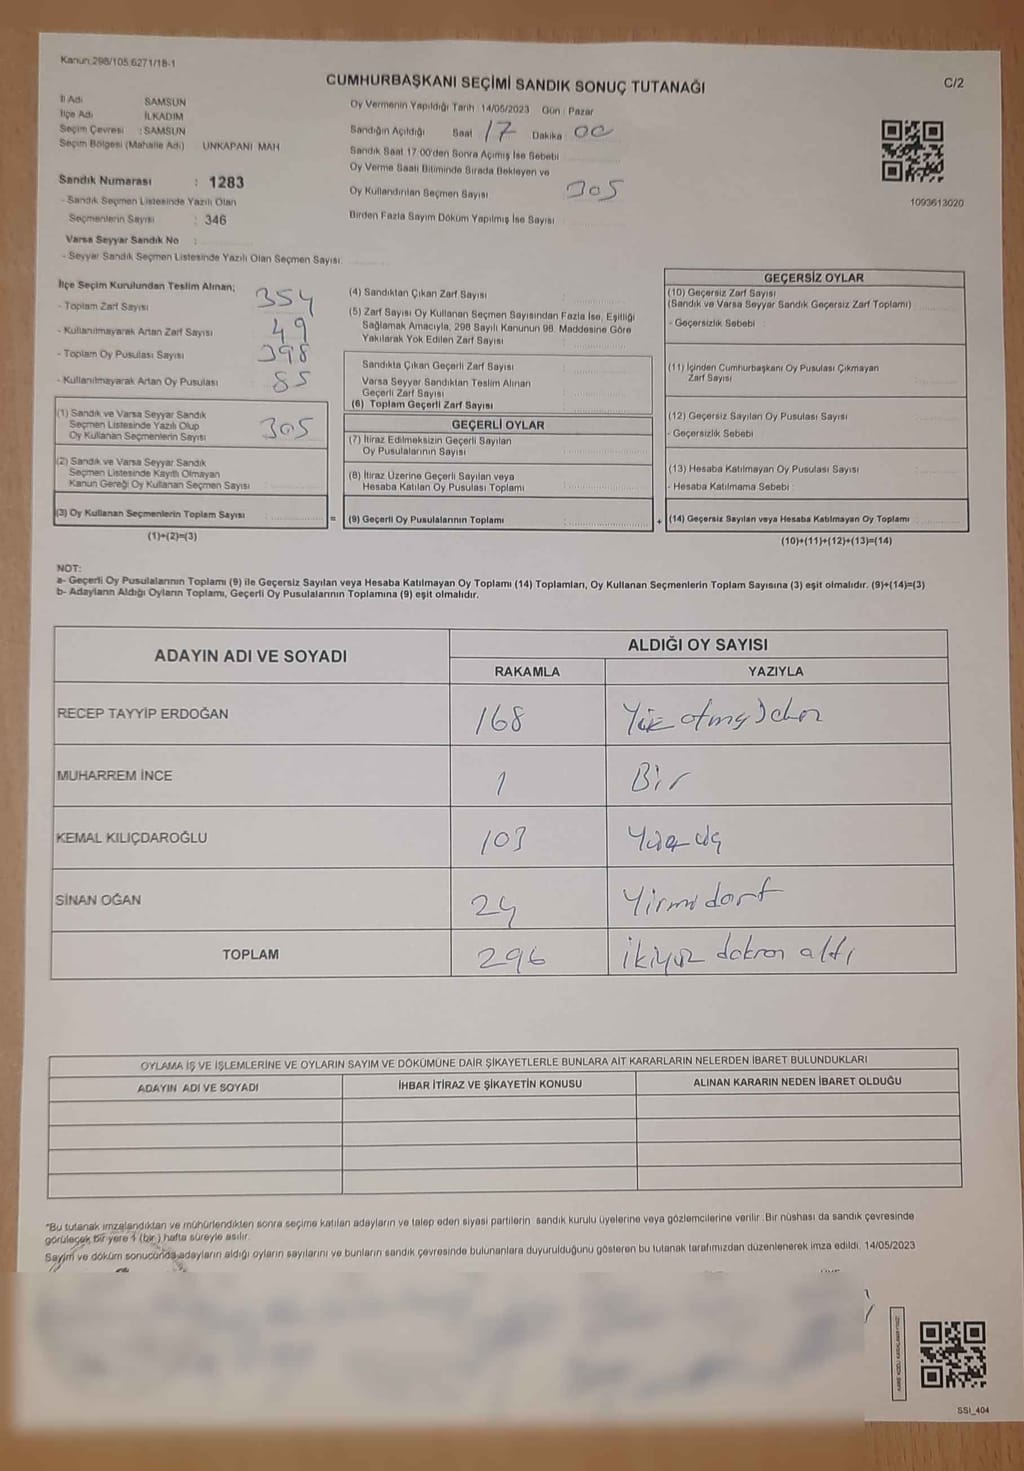 Kanun:298/105,6271/18-1
CUMHURBAŞKANI SEÇİMİ SANDIK SONUÇ TUTANAĞI
C/2
İl Adı SAMSUN
İlçe Adı İLKADIM
Seçim Çevresi : SAMSUN
Seçim Bölgesi (Mahalle Adı) UNKAPANI MAH
Sandık Numarası : 1283
- Sandık Seçmen Listesinde Yazılı Olan
Seçmenlerin Sayısı : 346
Varsa Seyyar Sandık No :
- Seyyar Sandık Seçmen Listesinde Yazılı Olan Seçmen Sayısı:
Oy Vermenin Yapıldığı Tarih : 14/05/2023 Gün : Pazar
Sandığın Açıldığı Saat 17 Dakika 00
Sandık Saat 17:00'den Sonra Açımış İse Sebebi
Oy Verme Saati Bitiminde Sırada Bekleyen ve
Oy Kullandırılan Seçmen Sayısı 305
Birden Fazla Sayım Döküm Yapılmış İse Sayısı
1093613020
İlçe Seçim Kurulundan Teslim Alınan;
- Toplam Zarf Sayısı 354
- Kullanılmayarak Artan Zarf Sayısı 49
- Toplam Oy Pusulası Sayısı 398
- Kullanılmayarak Artan Oy Pusulası 85
(1) Sandık ve Varsa Seyyar Sandık
Seçmen Listesinde Yazılı Olup
Oy Kullanan Seçmenlerin Sayısı 305
(2) Sandık ve Varsa Seyyar Sandık
Seçmen Listesinde Kayıtlı Olmayan
Kanun Gereği Oy Kullanan Seçmen Sayısı
(3) Oy Kullanan Seçmenlerin Toplam Sayısı :
(1)+(2)=(3)
=
(4) Sandıktan Çıkan Zarf Sayısı :
(5) Zarf Sayısı Oy Kullanan Seçmen Sayısından Fazla İse, Eşitliği
Sağlamak Amacıyla, 298 Sayılı Kanunun 98. Maddesine Göre
Yakılarak Yok Edilen Zarf Sayısı :
Sandıkta Çıkan Geçerli Zarf Sayısı :
Varsa Seyyar Sandıktan Teslim Alınan
Geçerli Zarf Sayısı :
(6) Toplam Geçerli Zarf Sayısı :
GEÇERLİ OYLAR
(7) İtiraz Edilmeksizin Geçerli Sayılan
Oy Pusulalarının Sayısı :
(8) İtiraz Üzerine Geçerli Sayılan veya
Hesaba Katılan Oy Pusulası Toplamı :
(9) Geçerli Oy Pusulalarının Toplamı :
+
GEÇERSİZ OYLAR
(10) Geçersiz Zarf Sayısı
(Sandık ve Varsa Seyyar Sandık Geçersiz Zarf Toplamı) :
- Geçersizlik Sebebi :
(11) İçinden Cumhurbaşkanı Oy Pusulası Çıkmayan
Zarf Sayısı :
(12) Geçersiz Sayılan Oy Pusulası Sayısı :
- Geçersizlik Sebebi :
(13) Hesaba Katılmayan Oy Pusulası Sayısı :
- Hesaba Katılmama Sebebi :
(14) Geçersiz Sayılan veya Hesaba Katılmayan Oy Toplamı :
(10)+(11)+(12)+(13)=(14)
NOT:
a- Geçerli Oy Pusulalarının Toplamı (9) ile Geçersiz Sayılan veya Hesaba Katılmayan Oy Toplamı (14) Toplamları, Oy Kullanan Seçmenlerin Toplam Sayısına (3) eşit olmalıdır. (9)+(14)=(3)
b- Adayların Aldığı Oyların Toplamı, Geçerli Oy Pusulalarının Toplamına (9) eşit olmalıdır.
ADAYIN ADI VE SOYADI ALDIĞI OY SAYISI
RAKAMLA YAZIYLA
RECEP TAYYİP ERDOĞAN 168 Yüz atmış sekiz
MUHARREM İNCE 1 Bir
KEMAL KILIÇDAROĞLU 103 Yüz üç
SİNAN OĞAN 24 Yirmi dort
TOPLAM 296 ikiyüz doksan altı
OYLAMA İŞ VE İŞLEMLERİNE VE OYLARIN SAYIM VE DÖKÜMÜNE DAİR ŞİKAYETLERLE BUNLARA AİT KARARLARIN NELERDEN İBARET BULUNDUKLARI
ADAYIN ADI VE SOYADI İHBAR İTİRAZ VE ŞİKAYETİN KONUSU ALINAN KARARIN NEDEN İBARET OLDUĞU
*Bu tutanak imzalandıktan ve mühürlendikten sonra seçime katılan adayların ve talep eden siyasi partilerin sandık kurulu üyelerine veya gözlemcilerine verilir. Bir nüshası da sandık çevresinde
görülecek bir yere 1 (bir) hafta süreyle asılır.
Sayım ve döküm sonucunda adayların aldığı oyların sayılarını ve bunların sandık çevresinde bulunanlara duyurulduğunu gösteren bu tutanak tarafımızdan düzenlenerek imza edildi. 14/05/2023
SSI_404